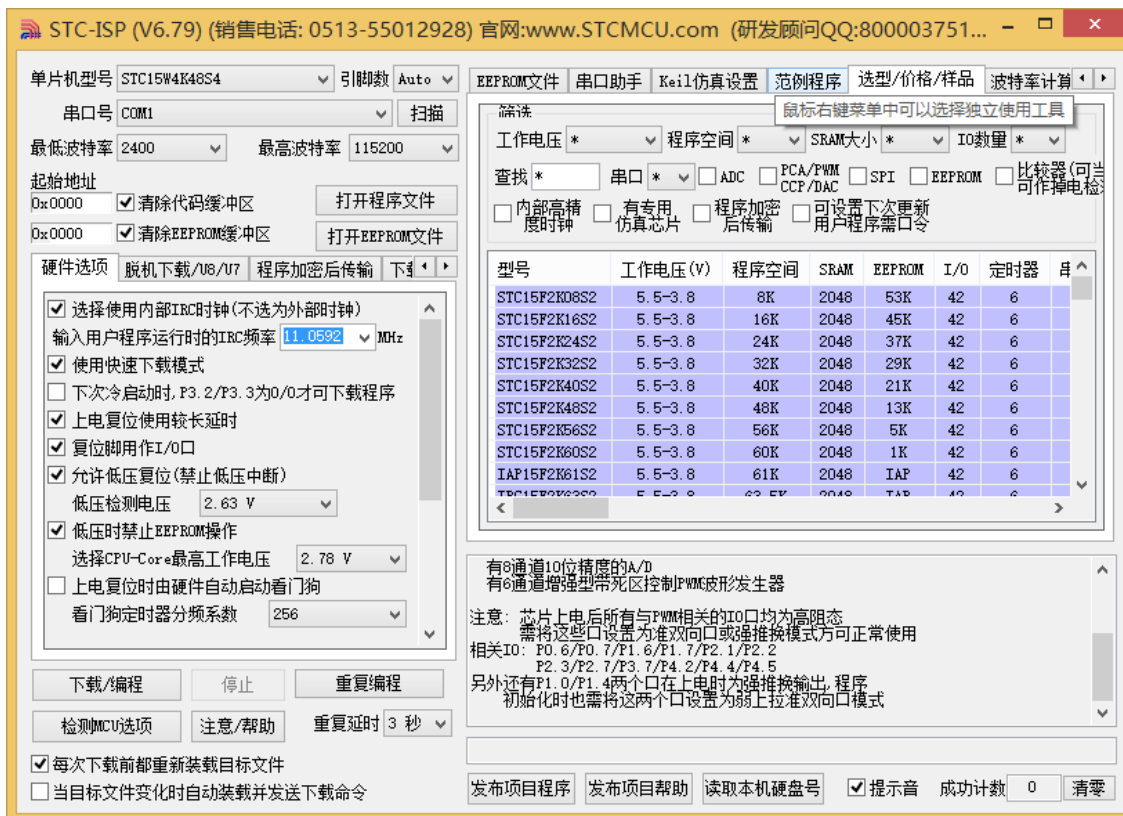 STC-ISP (V6.79) (销售电话: 0513-55012928) 官网:www.STCMCU.com (研发顾问QQ:800003751...
单片机型号 STC15W4K48S4 引脚数 Auto
串口号 COM1 扫描
最低波特率 2400 最高波特率 115200
起始地址
0x0000 清除代码缓冲区 打开程序文件
0x0000 清除EEPROM缓冲区 打开EEPROM文件
硬件选项 脱机下载/U8/U7 程序加密后传输
选择使用内部IRC时钟(不选为外部时钟)
输入用户程序运行时的IRC频率 11.0592 MHz
使用快速下载模式
下次冷启动时,P3.2/P3.3为0/0才可下载程序
上电复位使用较长延时
复位脚用作I/O口
允许低压复位(禁止低压中断)
低压检测电压 2.63 V
低压时禁止EEPROM操作
选择CPU-Core最高工作电压 2.78 V
上电复位时由硬件自动启动看门狗
看门狗定时器分频系数 256
下载/编程 停止 重复编程
检测MCU选项 注意/帮助 重复延时 3 秒
每次下载前都重新装载目标文件
当目标文件变化时自动装载并发送下载命令
EEPROM文件 串口助手 Keil仿真设置 范例程序 选型/价格/样品 波特率计算
鼠标右键菜单中可以选择独立使用工具
筛选
工作电压 * 程序空间 * SRAM大小 * IO数量 *
查找 * 串口 * ADC PCA/PWM CCP/DAC SPI EEPROM 比较器(可当 可作掉电检
内部高精度时钟 有专用仿真芯片 程序加密后传输 可设置下次更新用户程序需口令
型号 工作电压(V) 程序空间 SRAM EEPROM I/O 定时器 串
STC15F2K08S2 5.5-3.8 8K 2048 53K 42 6
STC15F2K16S2 5.5-3.8 16K 2048 45K 42 6
STC15F2K24S2 5.5-3.8 24K 2048 37K 42 6
STC15F2K32S2 5.5-3.8 32K 2048 29K 42 6
STC15F2K40S2 5.5-3.8 40K 2048 21K 42 6
STC15F2K48S2 5.5-3.8 48K 2048 13K 42 6
STC15F2K56S2 5.5-3.8 56K 2048 5K 42 6
STC15F2K60S2 5.5-3.8 60K 2048 1K 42 6
IAP15F2K61S2 5.5-3.8 61K 2048 IAP 42 6
有8通道10位精度的A/D
有6通道增强型带死区控制PWM波形发生器
注意: 芯片上电后所有与PWM相关的IO口均为高阻态
需将这些口设置为准双向口或强推挽模式方可正常使用
相关IO: P0.6/P0.7/P1.6/P1.7/P2.1/P2.2
P2.3/P2.7/P3.7/P4.2/P4.4/P4.5
另外还有P1.0/P1.4两个口在上电时为强推挽输出,程序
初始化时也需将这两个口设置为弱上拉准双向口模式
发布项目程序 发布项目帮助 读取本机硬盘号 提示音 成功计数 0 清零